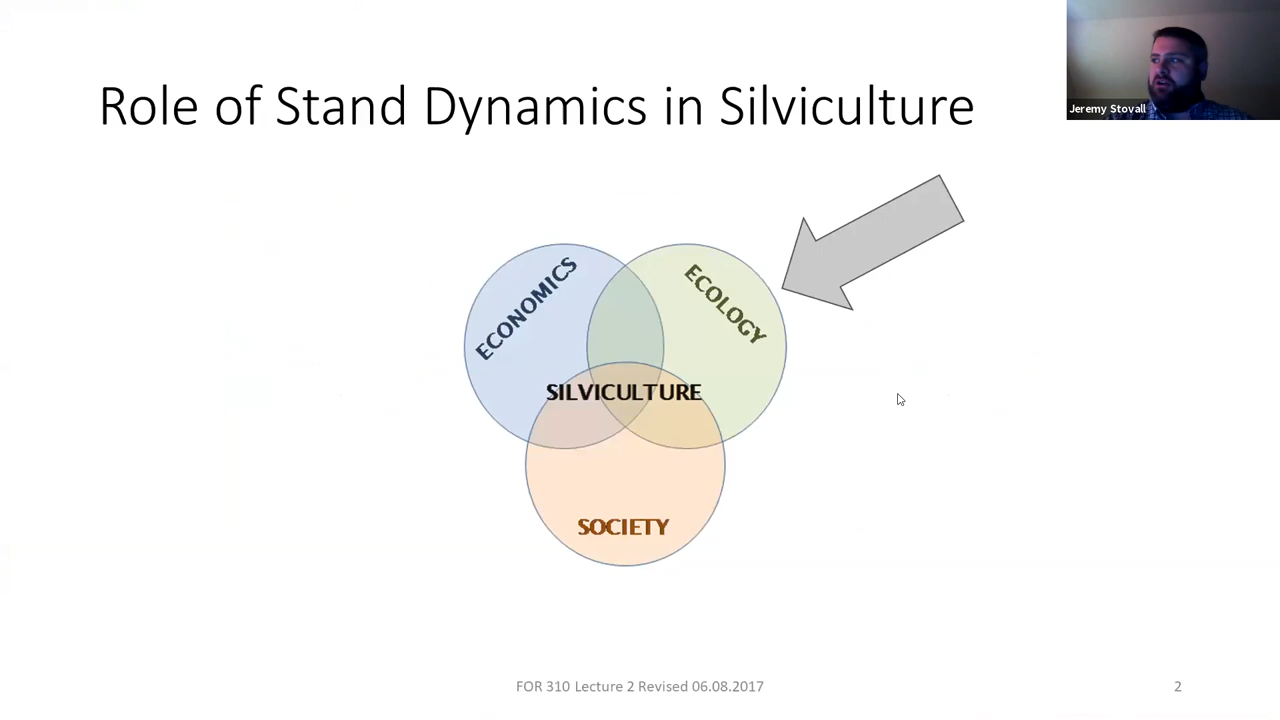 Jeremy Stovall
Role of Stand Dynamics in Silviculture
ECONOMICS
ECOLOGY
SILVICULTURE
SOCIETY
FOR 310 Lecture 2 Revised 06.08.2017
2